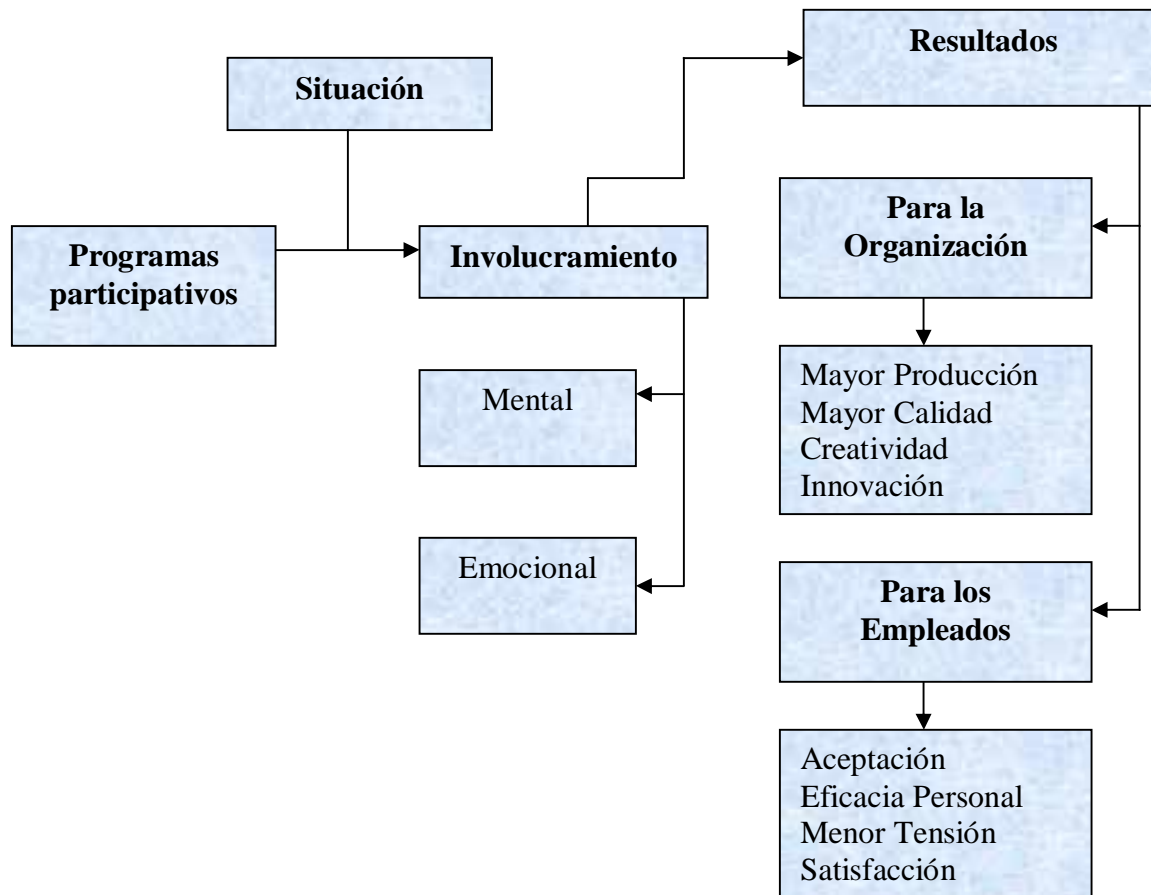 Resultados
Situación
Programas
participativos
Involucramiento
Mental
Emocional
Para la
Organización
Mayor Producción
Mayor Calidad
Creatividad
Innovación
Para los
Empleados
Aceptación
Eficacia Personal
Menor Tensión
Satisfacción